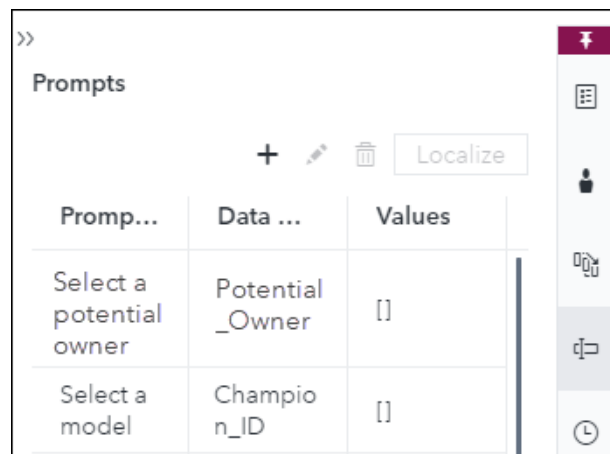 Prompts
Localize
Promp... Data ... Values
Select a
potential
owner
Potential
_Owner
[]
Select a
model
Champio
n_ID
[]